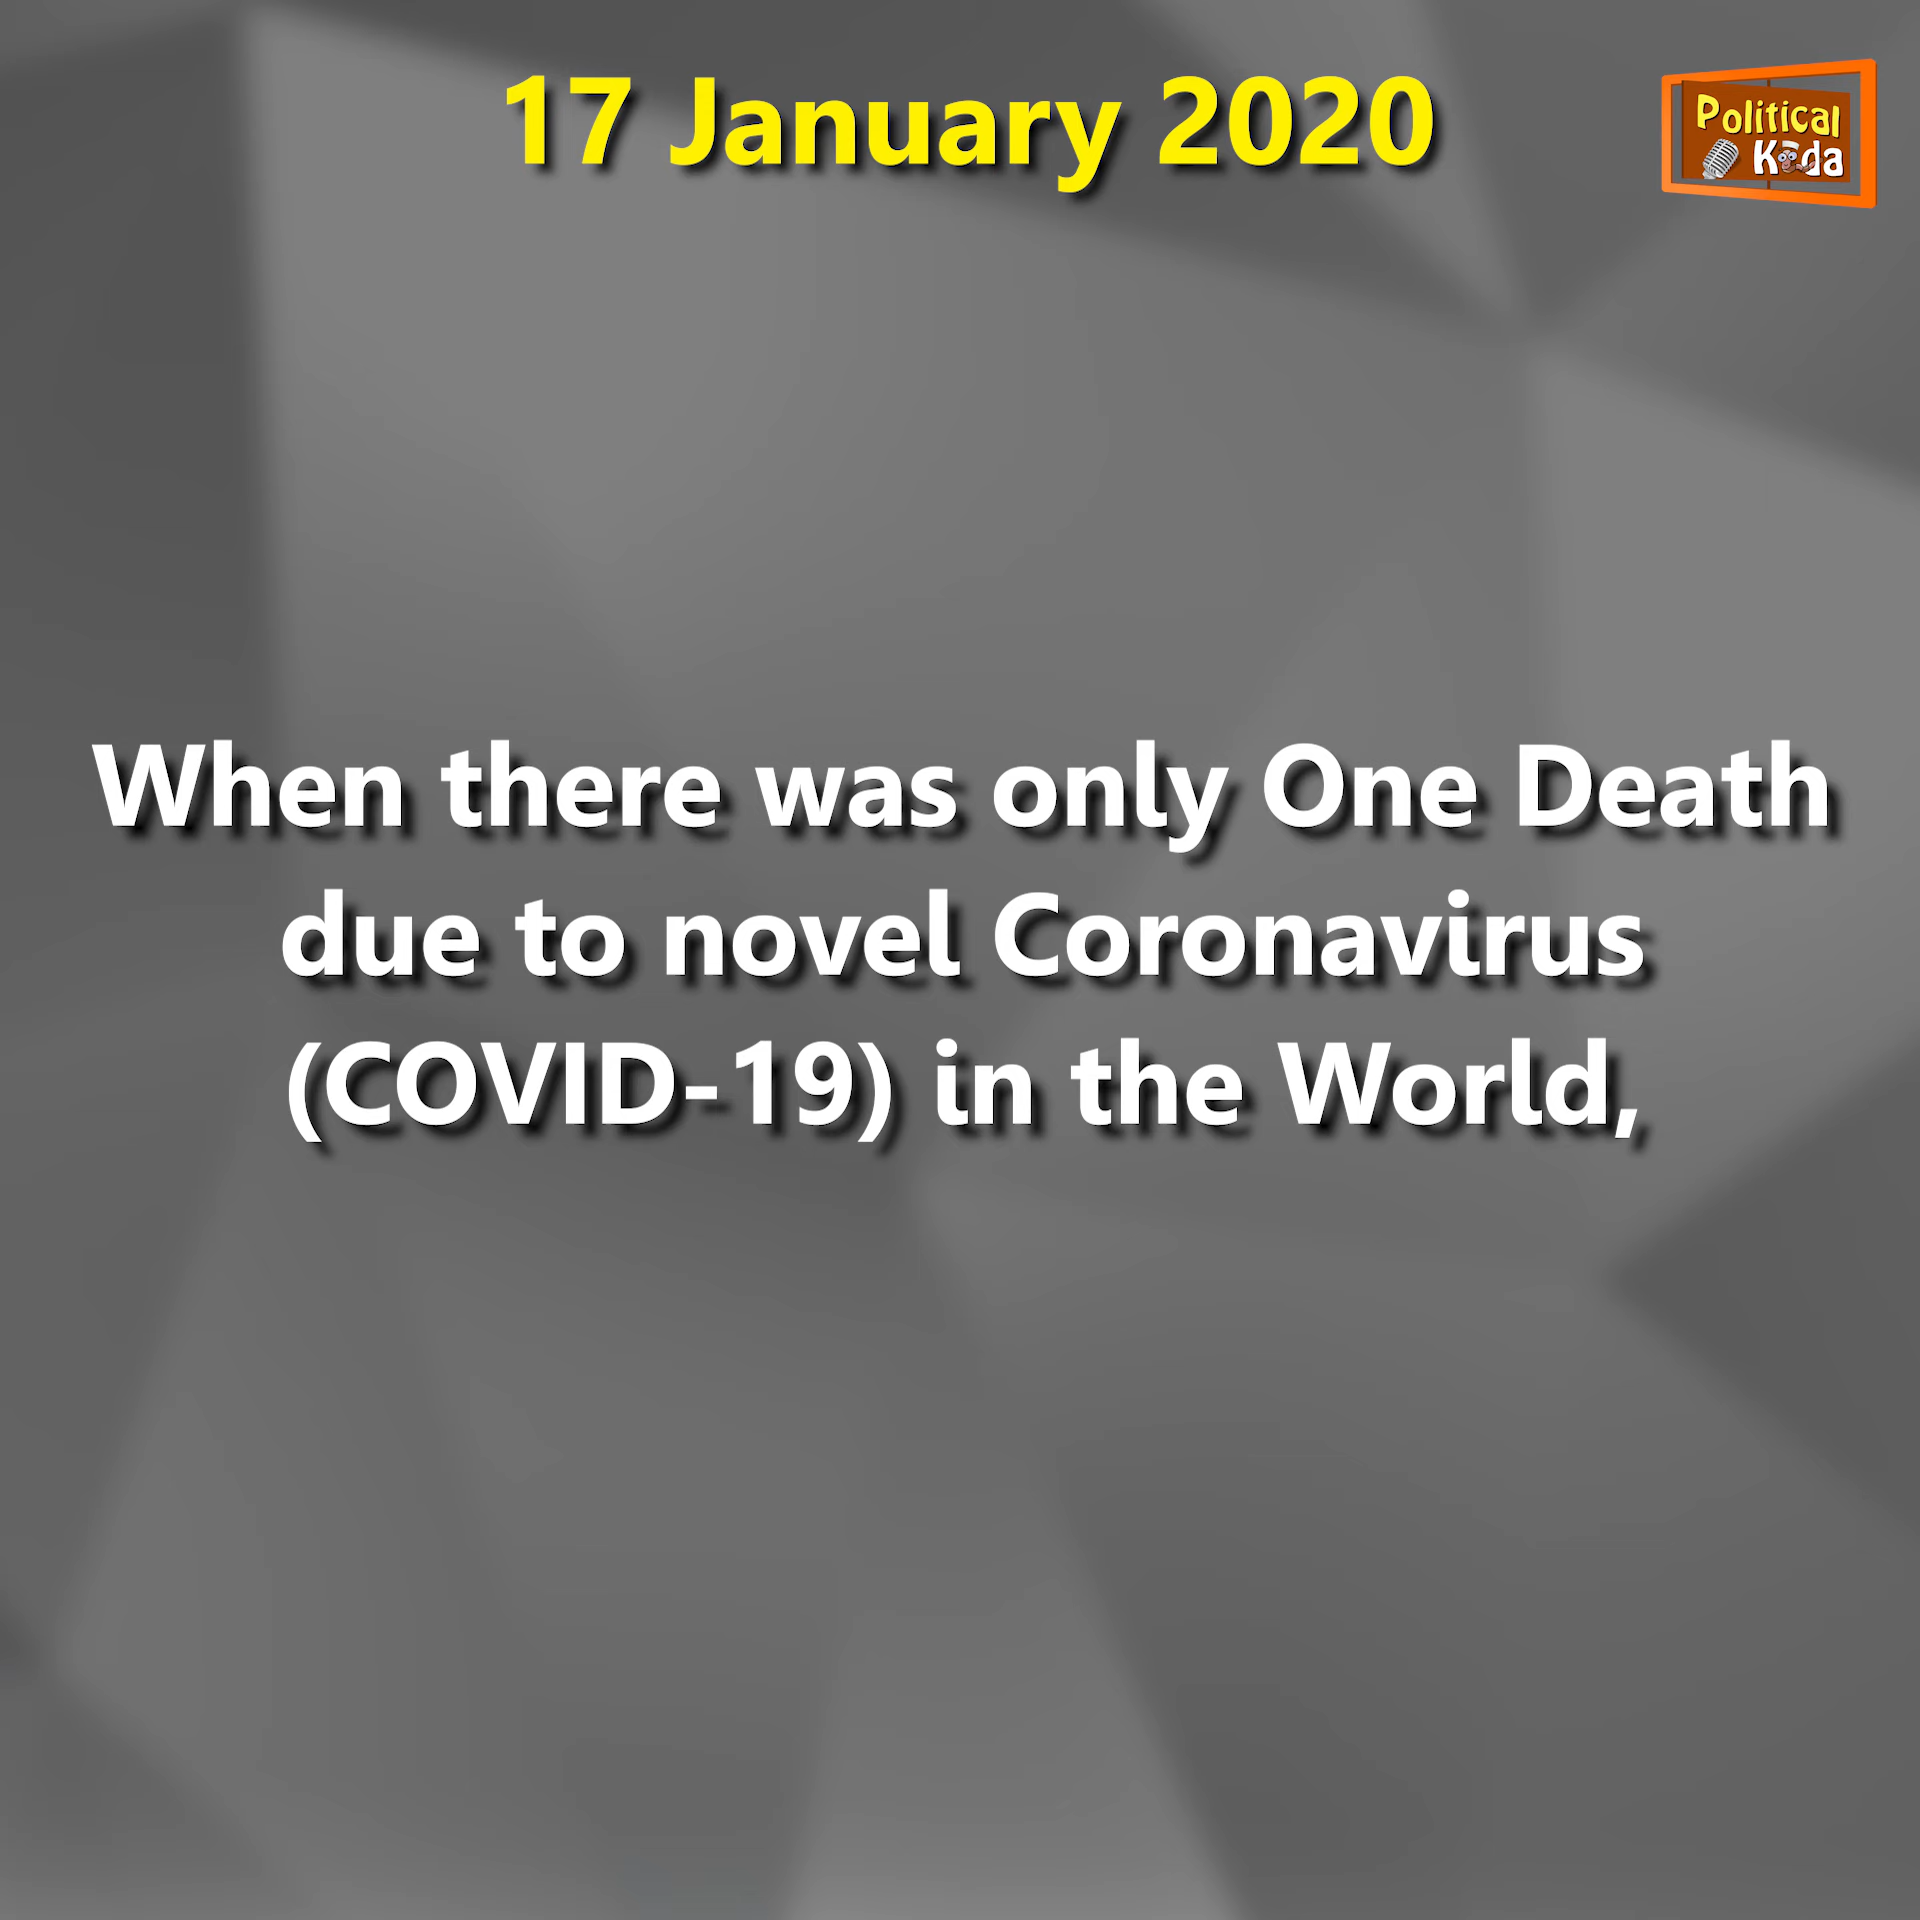 17 January 2020
Political
Kida
When there was only One Death
due to novel Coronavirus
(COVID-19) in the World,